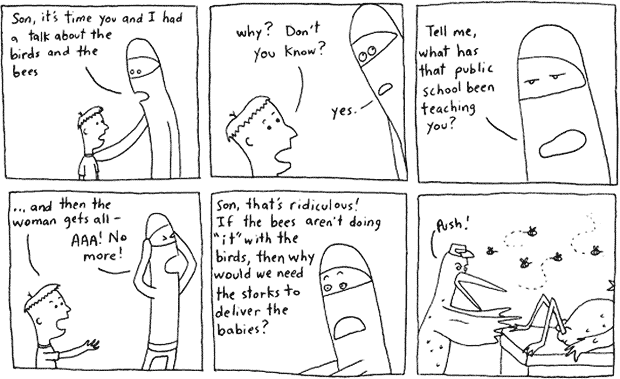 Son, it's time you and I had
a talk about the
birds and the
bees
why? Don't
you know?
yes.
Tell me,
what has
that public
school been
teaching
you?
... and then the
woman gets all -
AAA! No
more!
Son, that's ridiculous!
If the bees aren't doing
"it" with the
birds, then why
would we need
the storks to
deliver the
babies?
Push!